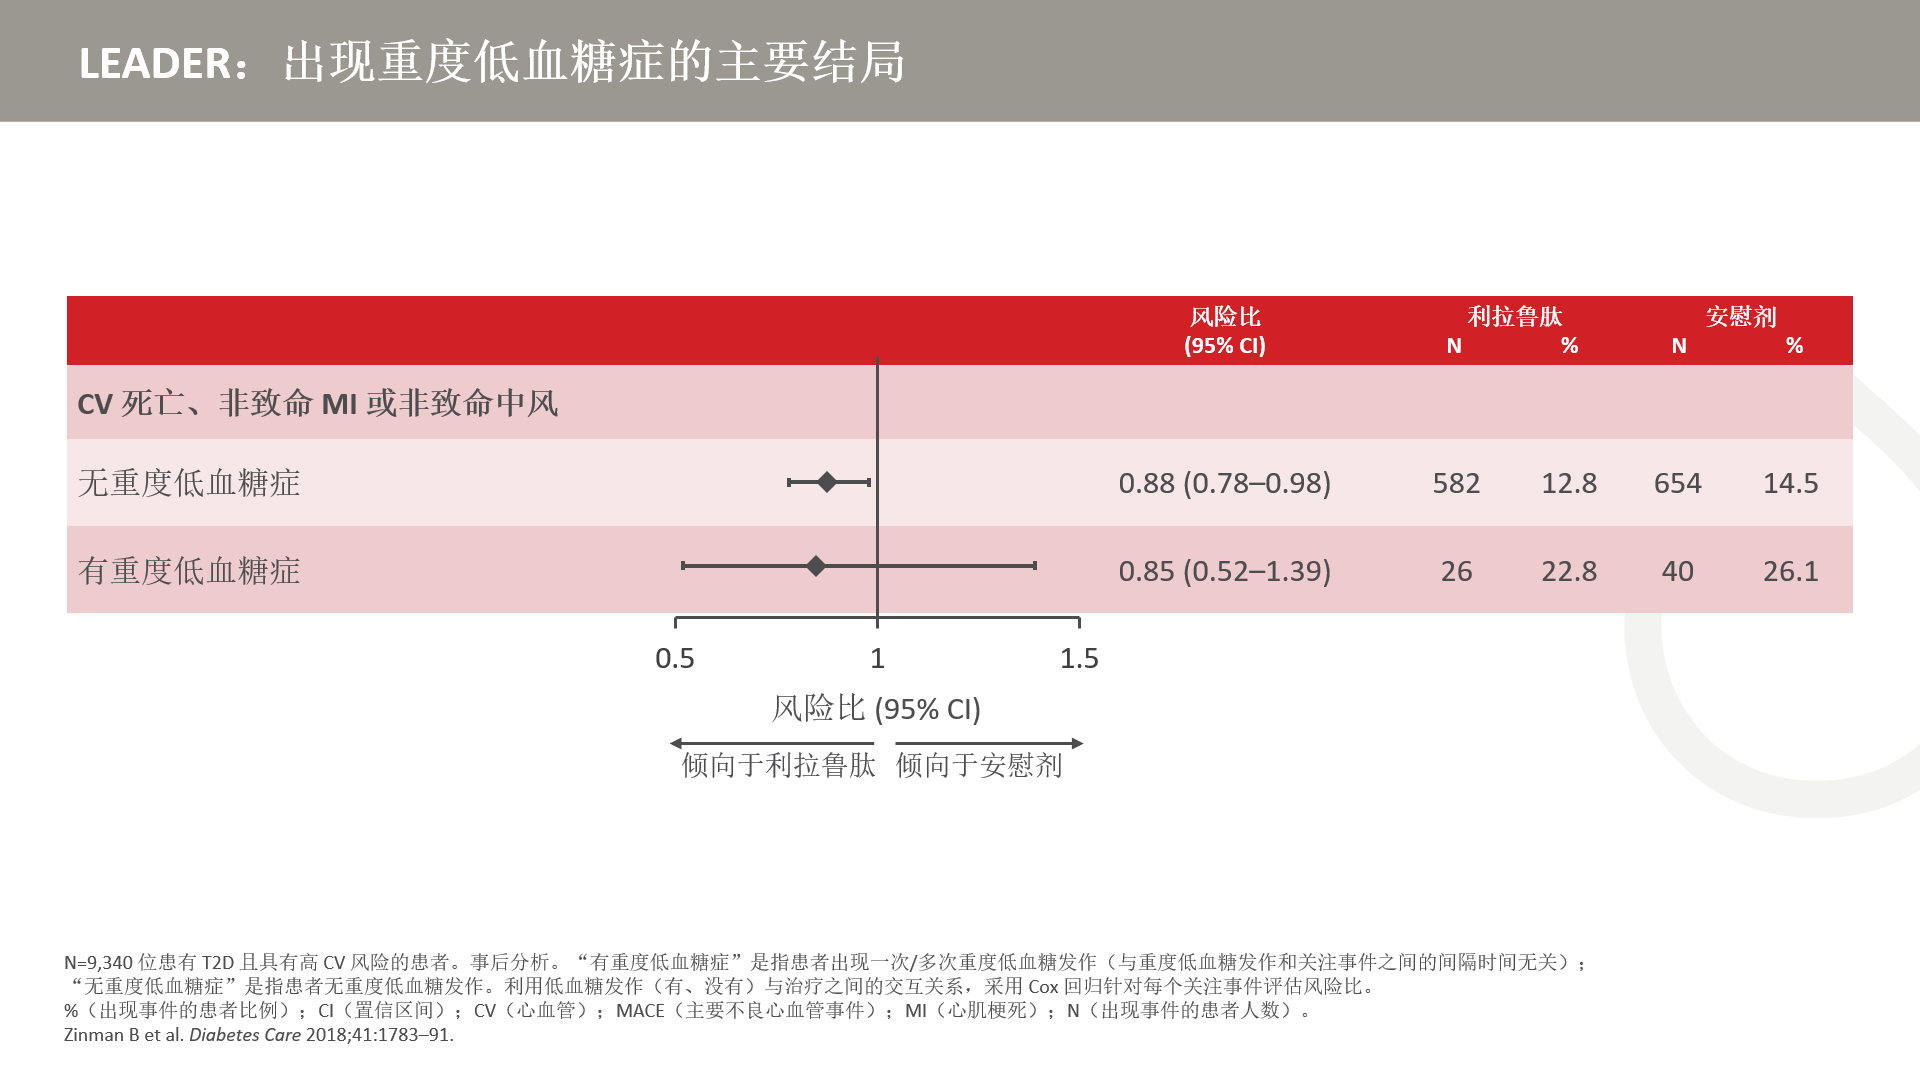 LEADER：出现重度低血糖症的主要结局
风险比 利拉鲁肽 安慰剂
(95% CI) N % N %
CV 死亡、非致命 MI 或非致命中风
无重度低血糖症 0.88 (0.78–0.98) 582 12.8 654 14.5
有重度低血糖症 0.85 (0.52–1.39) 26 22.8 40 26.1
0.5 1 1.5
风险比 (95% CI)
倾向于利拉鲁肽 倾向于安慰剂
N=9,340 位患有 T2D 且具有高 CV 风险的患者。事后分析。“有重度低血糖症”是指患者出现一次/多次重度低血糖发作（与重度低血糖发作和关注事件之间的间隔时间无关）；
“无重度低血糖症”是指患者无重度低血糖发作。利用低血糖发作（有、没有）与治疗之间的交互关系，采用 Cox 回归针对每个关注事件评估风险比。
%（出现事件的患者比例）；CI（置信区间）；CV（心血管）；MACE（主要不良心血管事件）；MI（心肌梗死）；N（出现事件的患者人数）。
Zinman B et al. Diabetes Care 2018;41:1783–91.